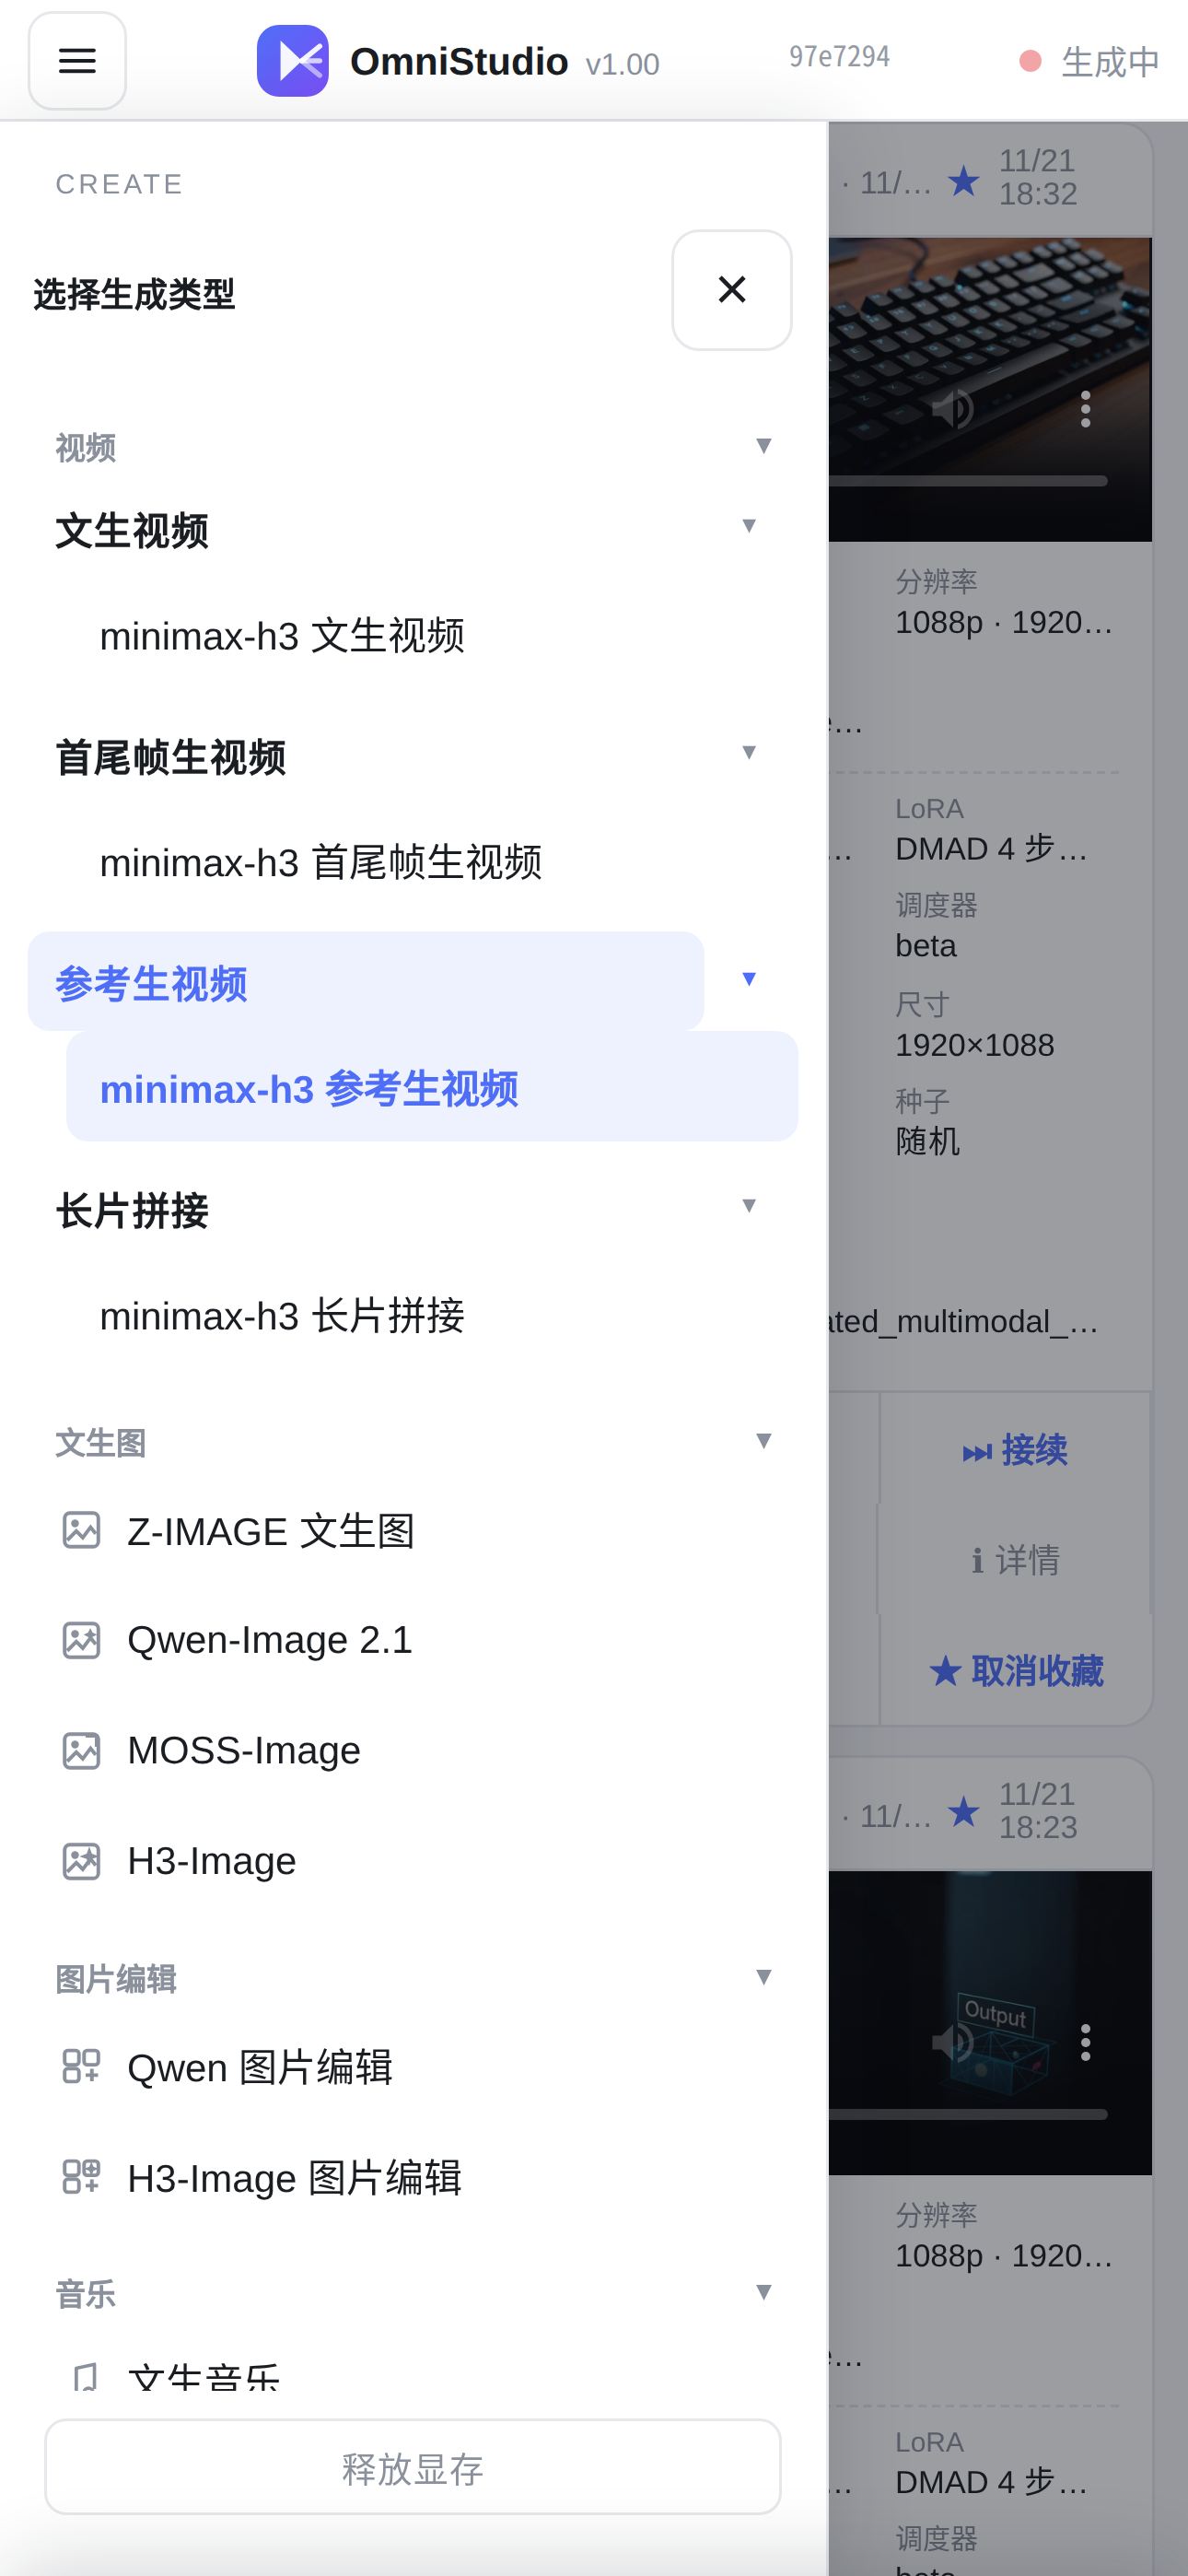 OmniStudio v1.00 97e7294 生成中
CREATE
选择生成类型
视频
文生视频
minimax-h3 文生视频
首尾帧生视频
minimax-h3 首尾帧生视频
参考生视频
minimax-h3 参考生视频
长片拼接
minimax-h3 长片拼接
文生图
Z-IMAGE 文生图
Qwen-Image 2.1
MOSS-Image
H3-Image
图片编辑
Qwen 图片编辑
H3-Image 图片编辑
音乐
文生音乐
释放显存
· 11/… ★ 11/21
18:32
分辨率
1088p · 1920…
e…
LoRA
… DMAD 4 步…
调度器
beta
尺寸
1920×1088
种子
随机
ated_multimodal_…
接续
详情
★ 取消收藏
· 11/… ★ 11/21
18:23
Output
分辨率
1088p · 1920…
e…
LoRA
… DMAD 4 步…
调度器
beta